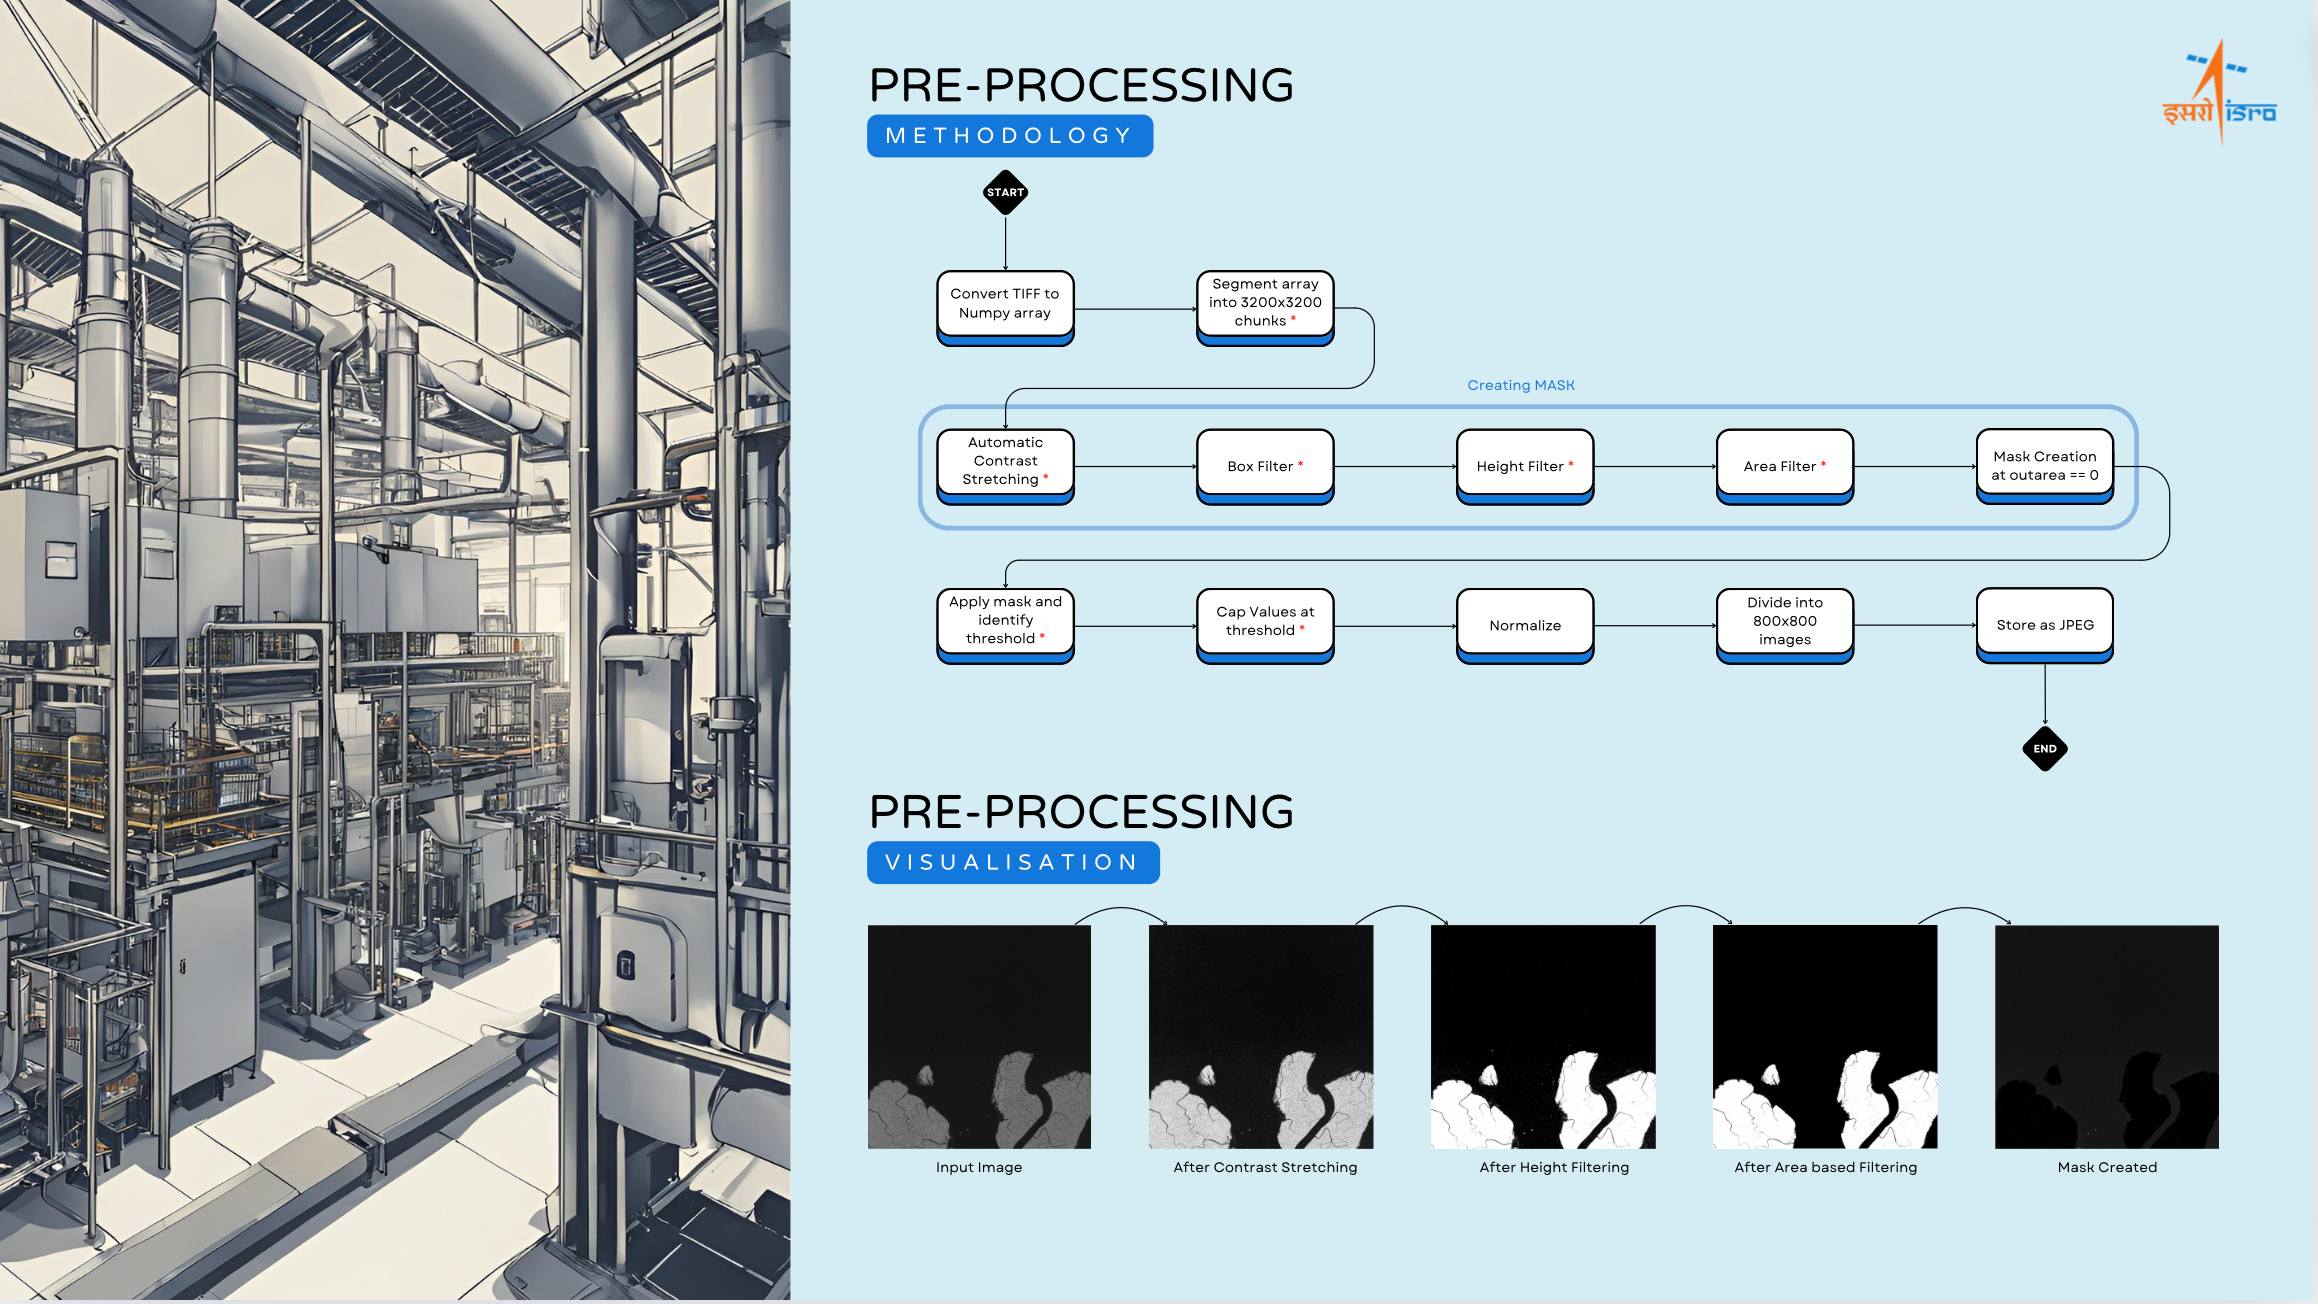 PRE-PROCESSING
METHODOLOGY
इसरो isro
START
Convert TIFF to
Numpy array
Segment array
into 3200x3200
chunks *
Creating MASK
Automatic
Contrast
Stretching *
Box Filter *
Height Filter *
Area Filter *
Mask Creation
at outarea == 0
Apply mask and
identify
threshold *
Cap Values at
threshold *
Normalize
Divide into
800x800
images
Store as JPEG
END
PRE-PROCESSING
VISUALISATION
Input Image
After Contrast Stretching
After Height Filtering
After Area based Filtering
Mask Created